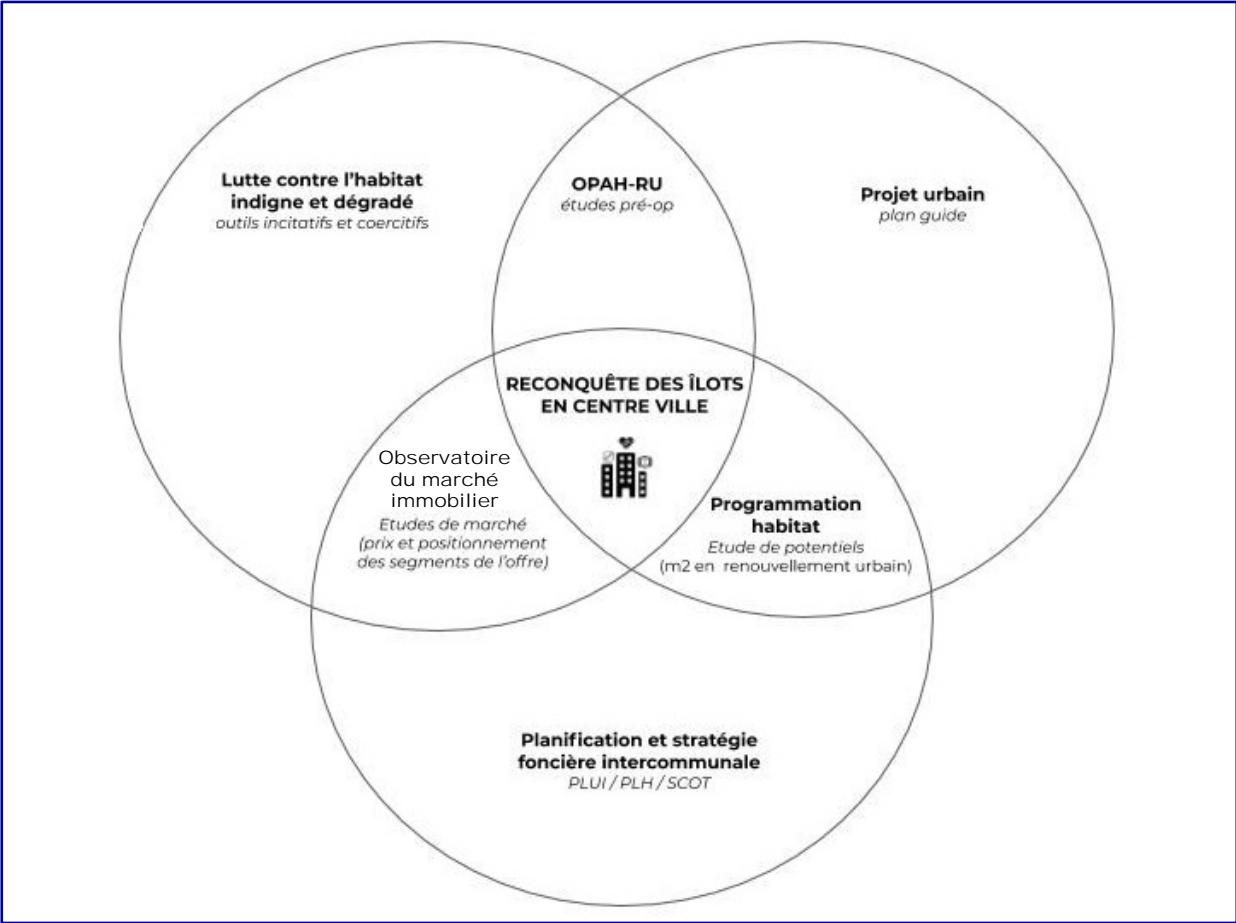 Lutte contre l'habitat
indigne et dégradé
outils incitatifs et coercitifs
OPAH-RU
études pré-op
Projet urbain
plan guide
RECONQUÊTE DES ÎLOTS
EN CENTRE VILLE
Observatoire
du marché
immobilier
Etudes de marché
(prix et positionnement
des segments de l'offre)
Programmation
habitat
Etude de potentiels
(m2 en renouvellement urbain)
Planification et stratégie
foncière intercommunale
PLUI / PLH / SCOT